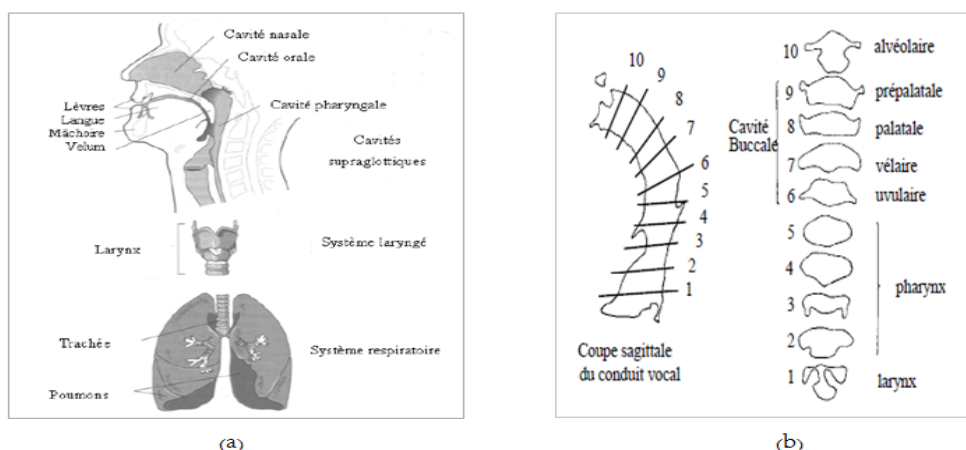 Cavité nasale
Cavité orale
Lèvres
Langue
Mâchoire
Velum
Cavité pharyngale
Cavités
supraglottiques
Larynx
Système laryngé
Trachée
Système respiratoire
Poumons
(a)
10
9
8
7
6
5
4
3
2
1
Coupe sagittale
du conduit vocal
10 alvéolaire
9 prépalatale
Cavité
Buccale
8 palatale
7 vélaire
6 uvulaire
5
4
pharynx
3
2
1 larynx
(b)